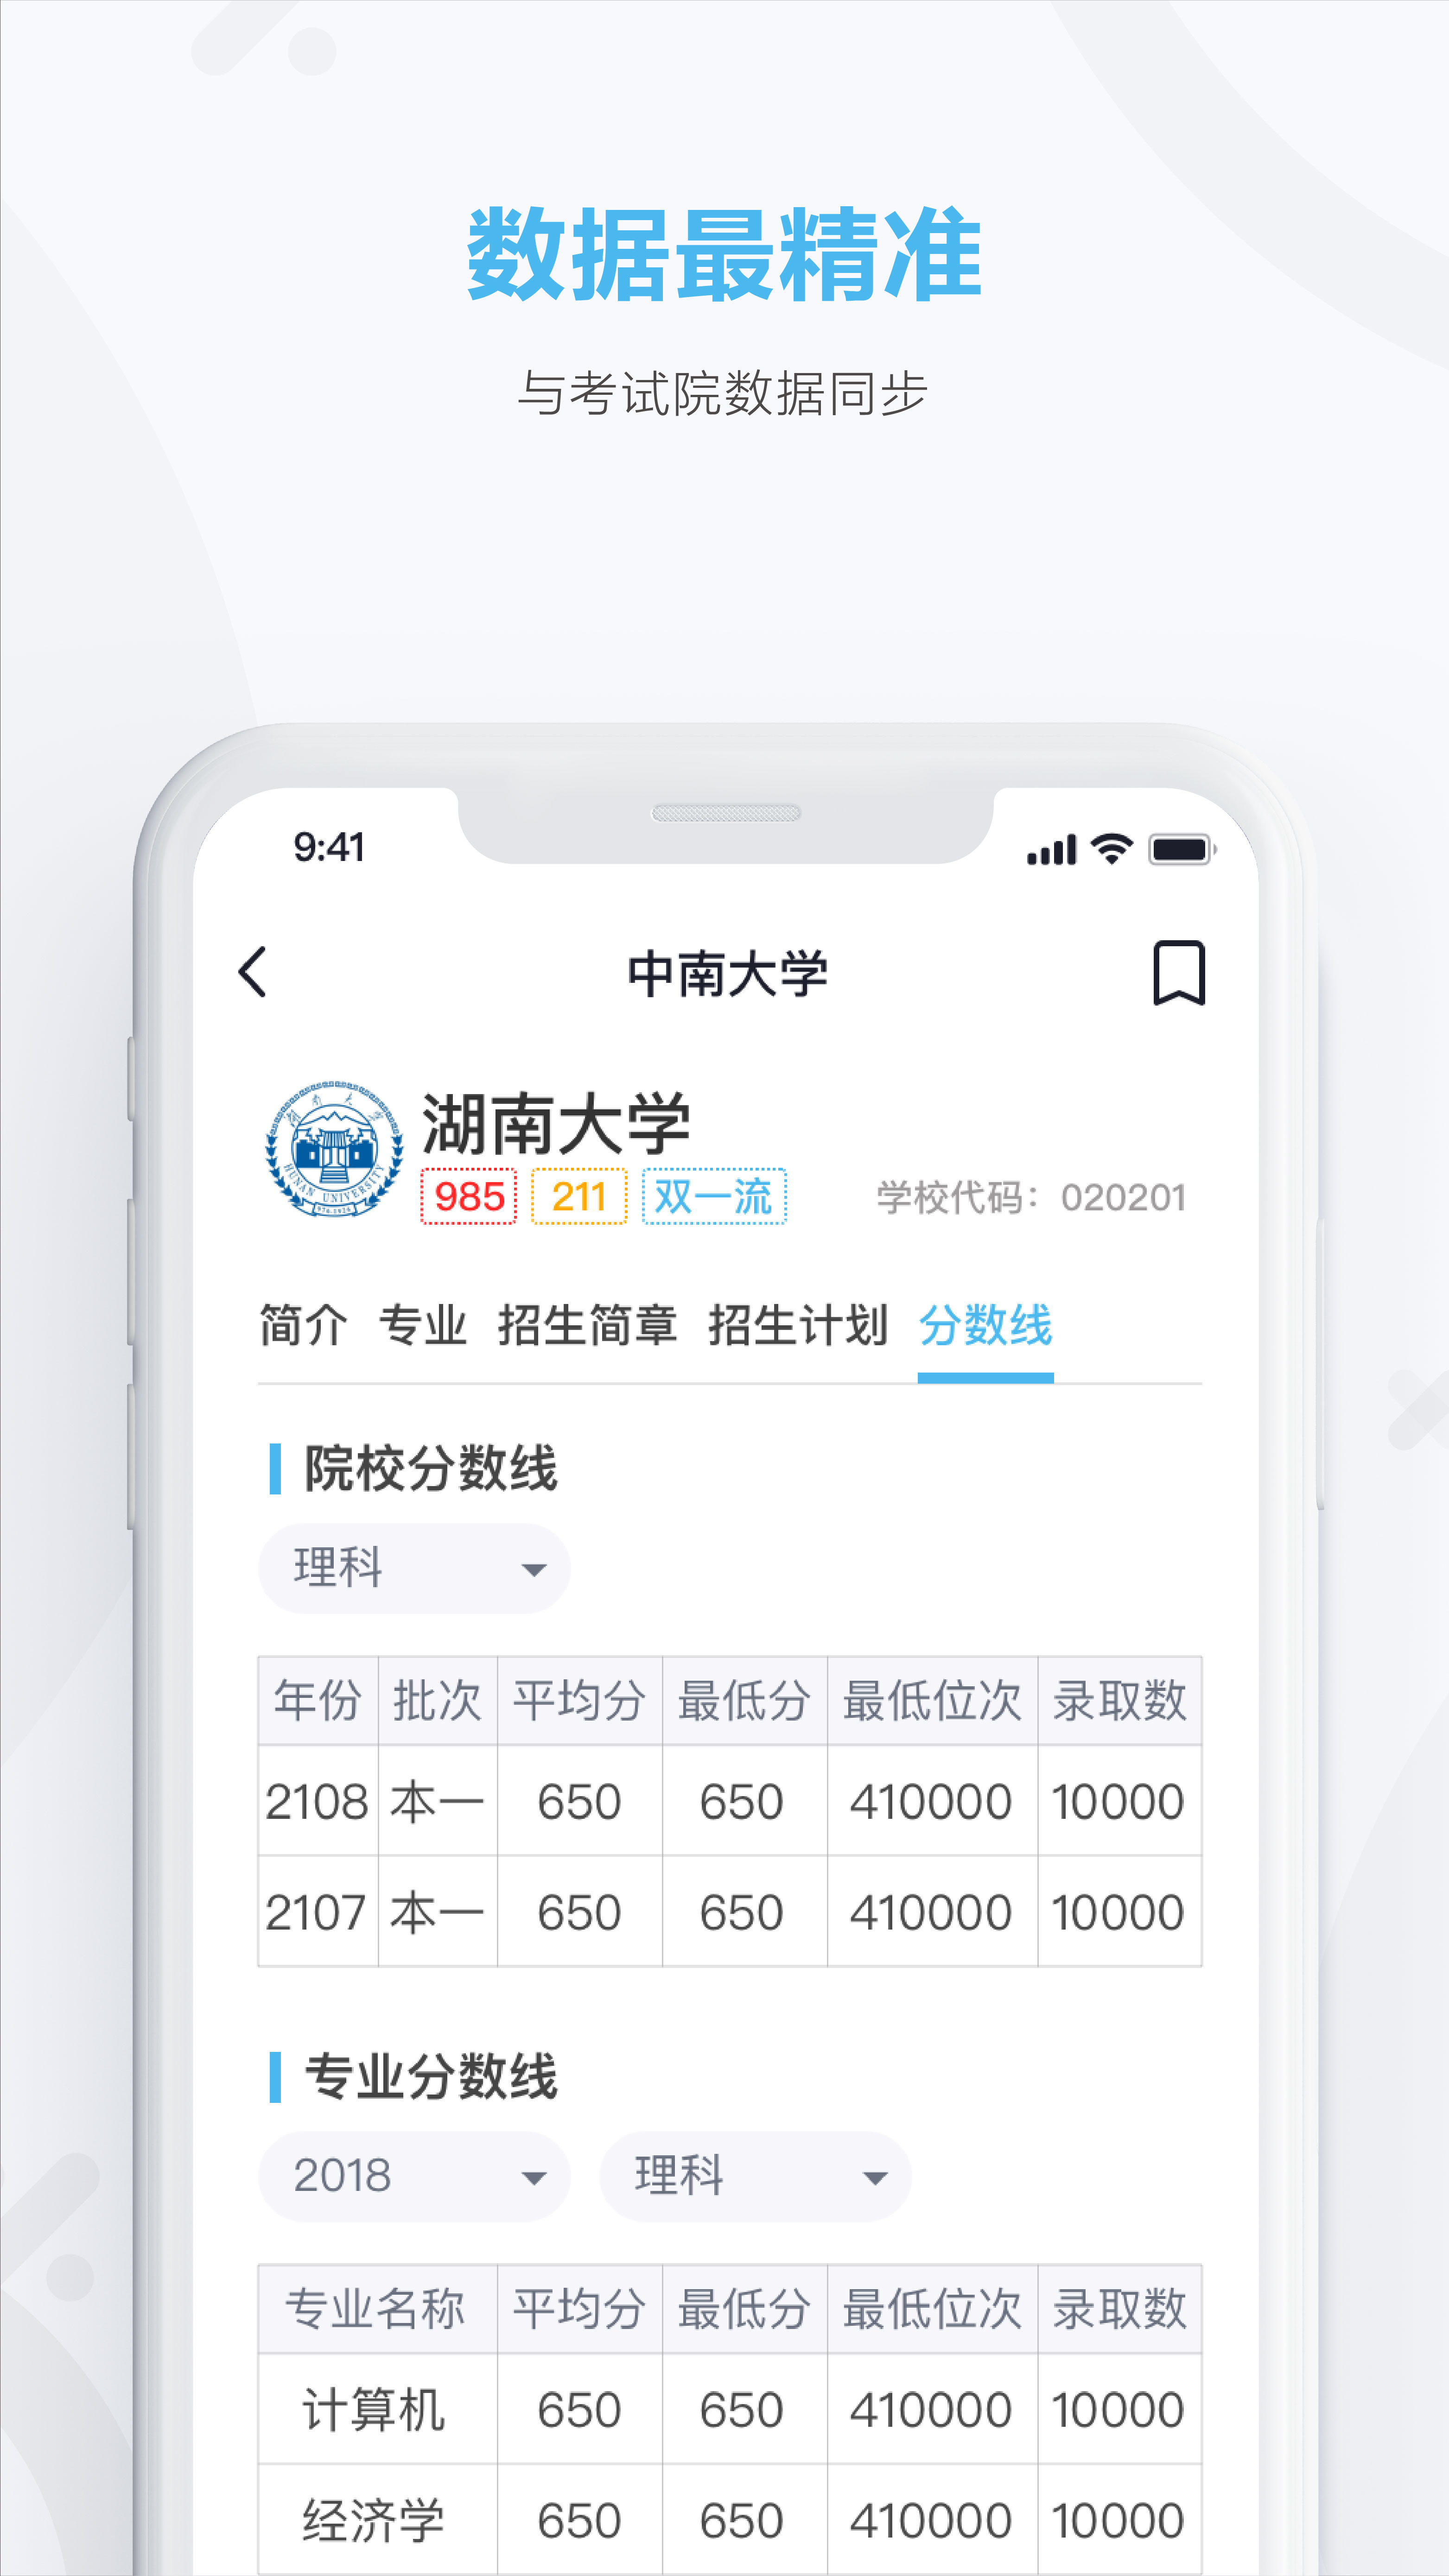 数据最精准
与考试院数据同步
9:41
中南大学
湖南大学
HUNAN UNIVERSITY
985 211 双一流 学校代码：020201
简介 专业 招生简章 招生计划 分数线
院校分数线
理科
年份 批次 平均分 最低分 最低位次 录取数
2108 本一 650 650 410000 10000
2107 本一 650 650 410000 10000
专业分数线
2018 理科
专业名称 平均分 最低分 最低位次 录取数
计算机 650 650 410000 10000
经济学 650 650 410000 10000